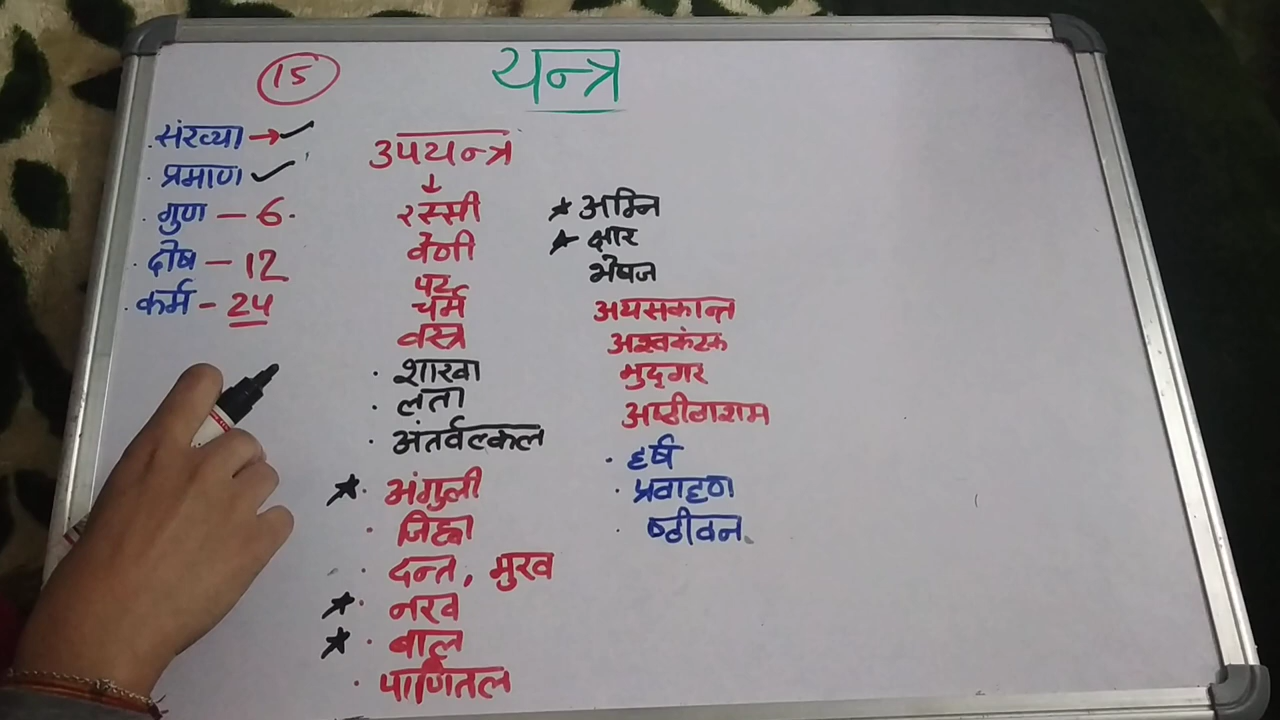 15
यन्त्र
संख्या → ✓
प्रमाण ✓
गुण – 6.
दोष – 12
कर्म – 24
उपयन्त्र
↓
रस्सी
वेणी
पट्ट
चर्म
वस्त्र
शाखा
लता
अंतर्वल्कल
★ अंगुली
जिह्वा
दन्त, मुख
★ नख
★ बाल
पाणितल
★ अग्नि
★ क्षार
भेषज
अयसकान्त
अश्वकंटक
मुद्गर
हर्ष
प्रवाहण
ष्ठीवन